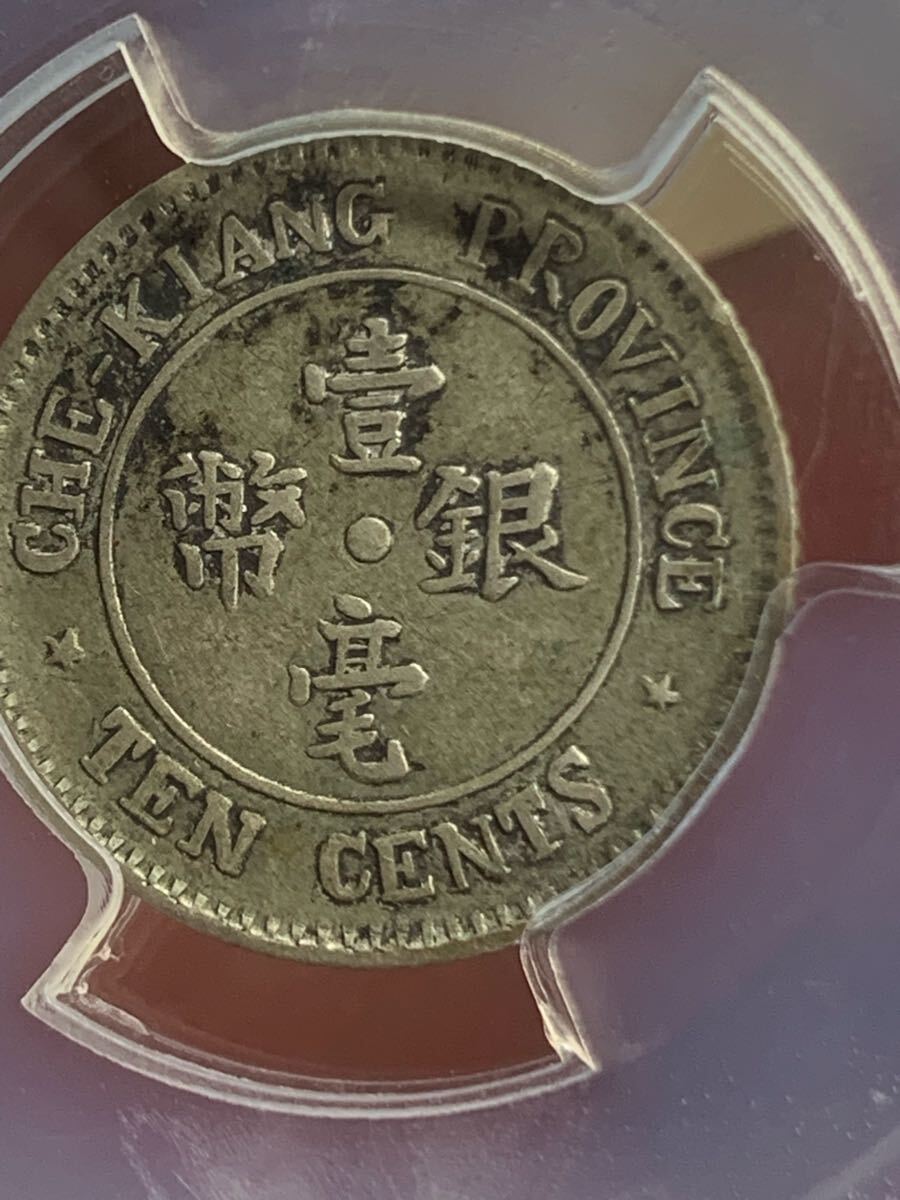 CHE-KIANG PROVINCE
壹毫銀幣
TEN CENTS